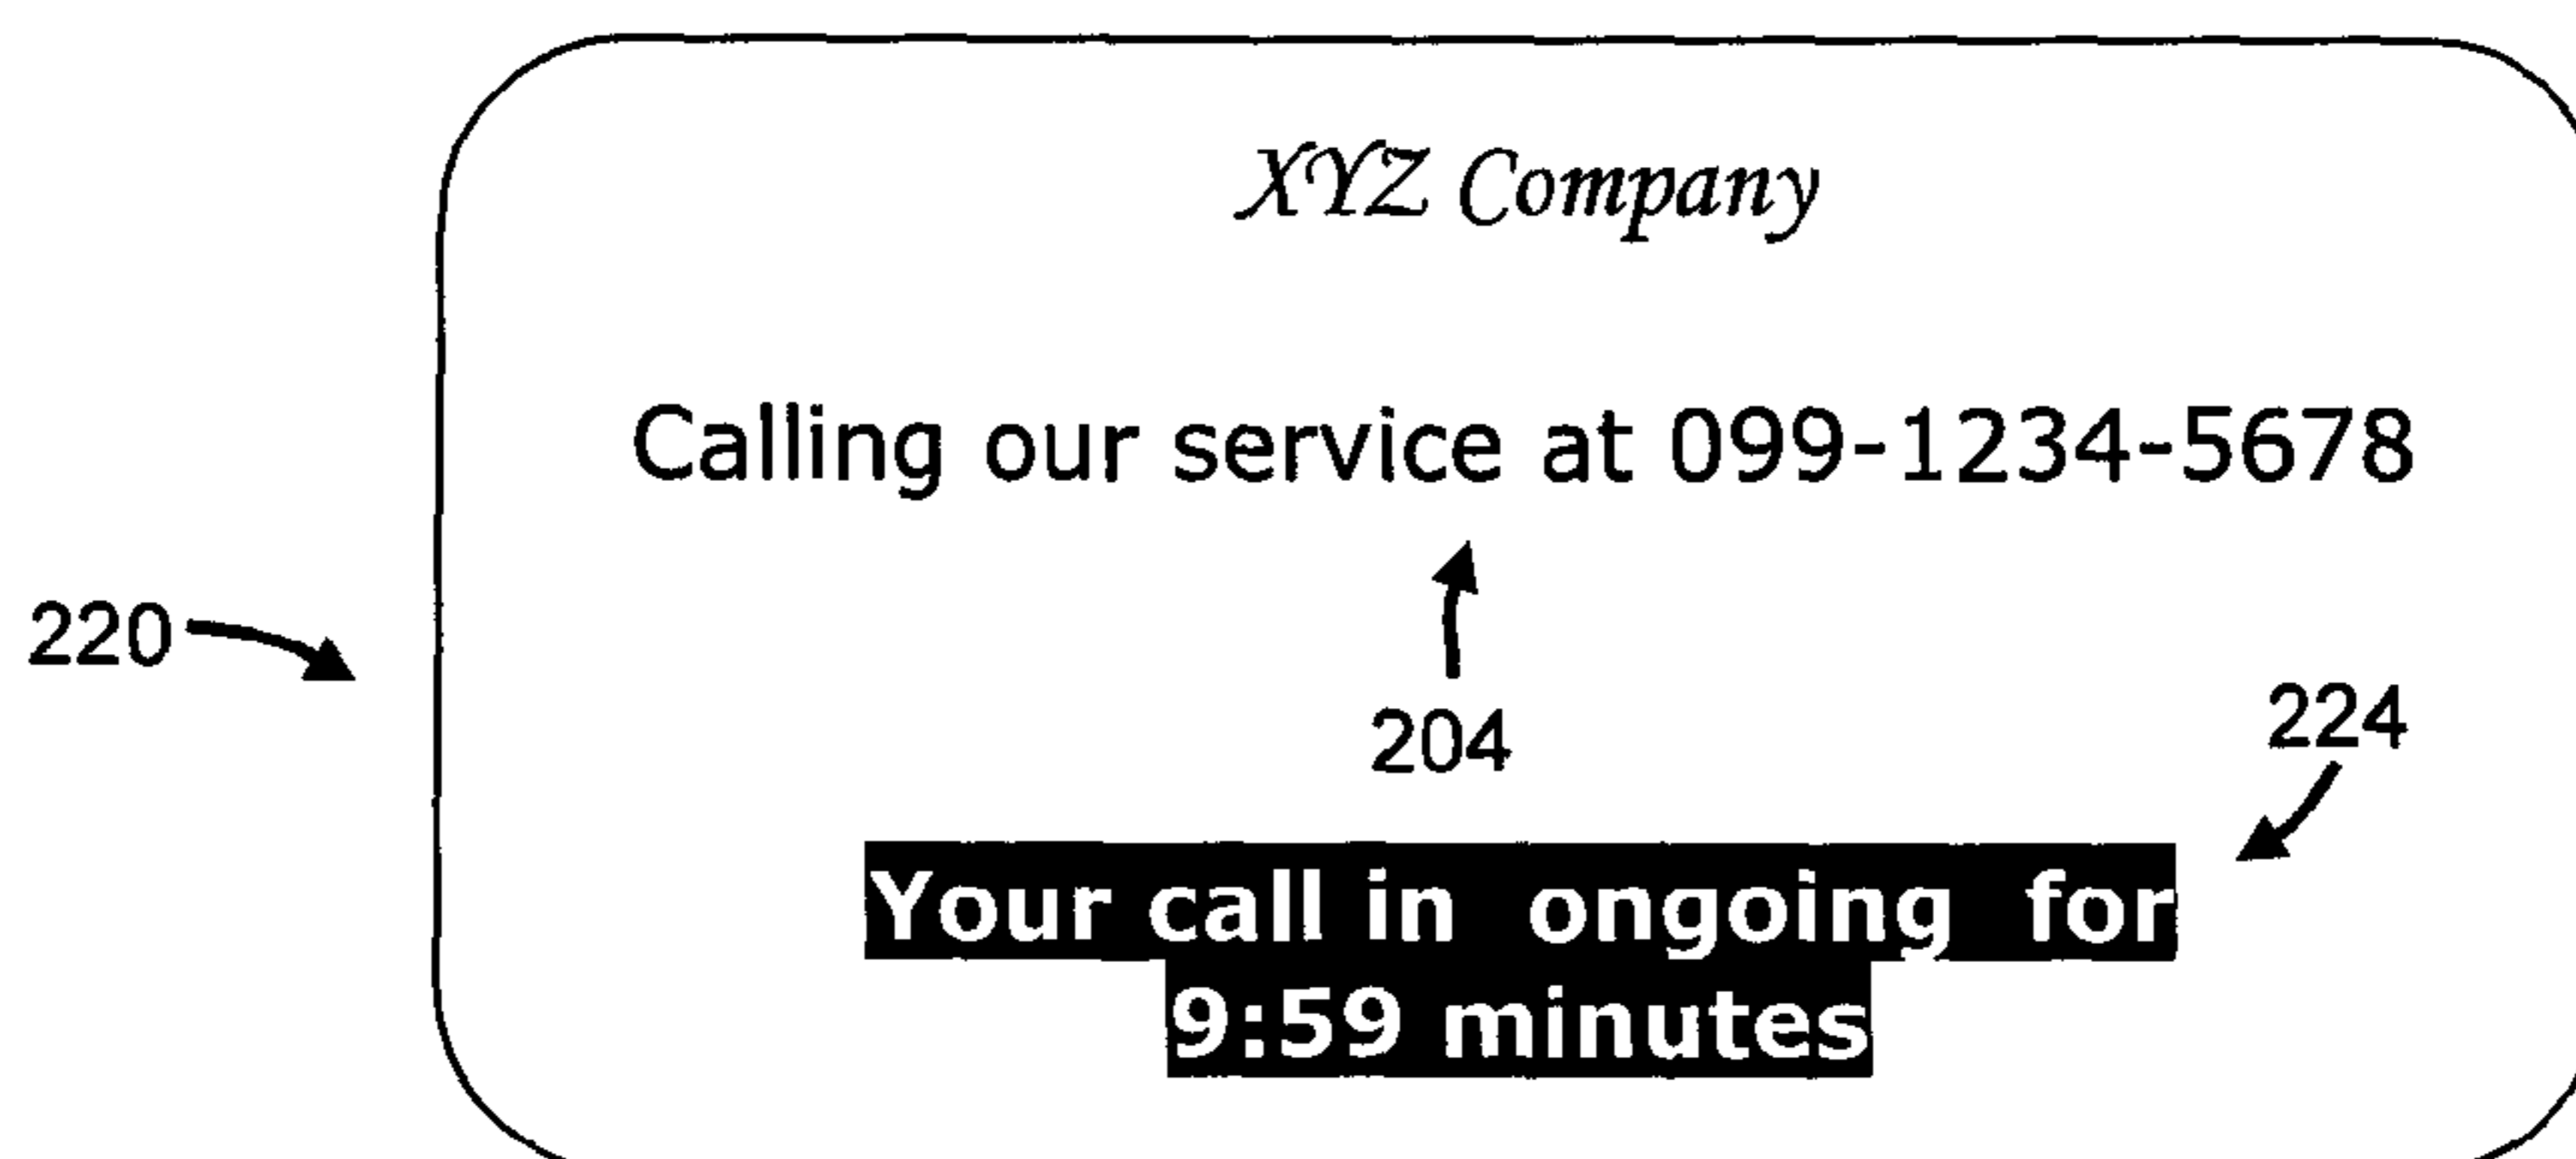 XYZ Company
Calling our service at 099-1234-5678
220
204
224
Your call in ongoing for
9:59 minutes